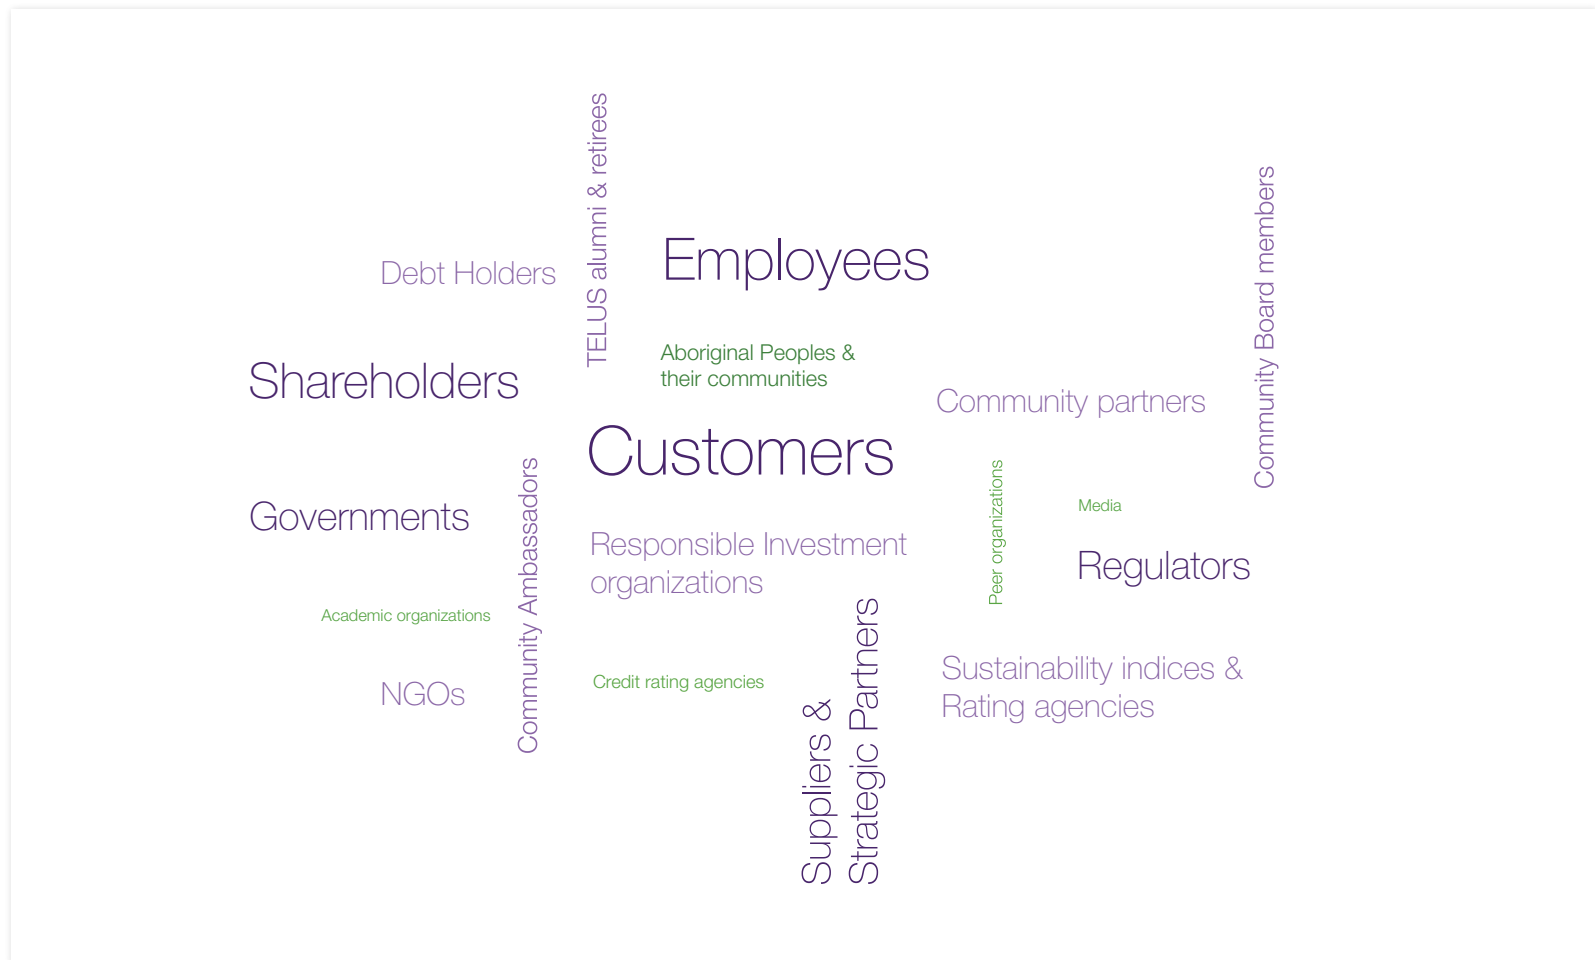 TELUS alumni & retirees
Community Board members
Employees
Debt Holders
Aboriginal Peoples &
their communities
Shareholders
Community partners
Customers
Community Ambassadors
Peer organizations
Media
Governments
Responsible Investment
organizations
Regulators
Academic organizations
Suppliers &
Strategic Partners
Sustainability indices &
Rating agencies
Credit rating agencies
NGOs